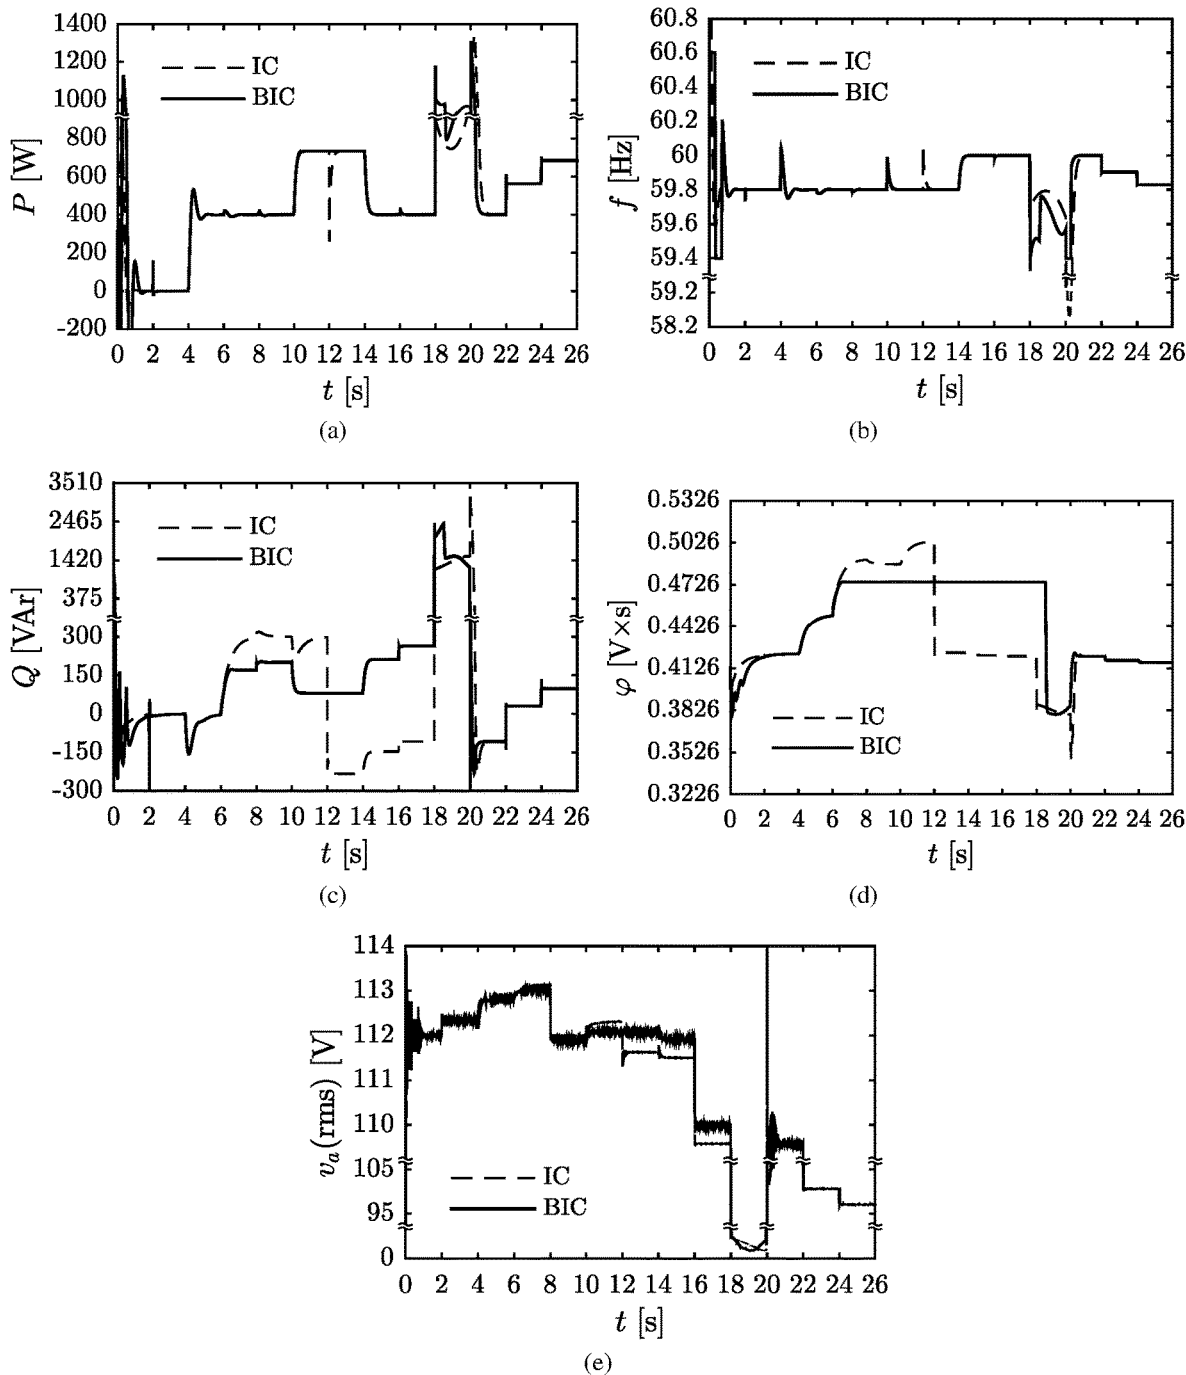 1400
1200
1000
800
600
400
200
0
-200
P [W]
IC
BIC
0 2 4 6 8 10 12 14 16 18 20 22 24 26
t [s]
(a)
60.8
60.6
60.4
60.2
60
59.8
59.6
59.4
59.2
58.2
f [Hz]
IC
BIC
0 2 4 6 8 10 12 14 16 18 20 22 24 26
t [s]
(b)
3510
2465
1420
375
300
150
0
-150
-300
Q [VAr]
IC
BIC
0 2 4 6 8 10 12 14 16 18 20 22 24 26
t [s]
(c)
0.5326
0.5026
0.4726
0.4426
0.4126
0.3826
0.3526
0.3226
φ [V×s]
IC
BIC
0 2 4 6 8 10 12 14 16 18 20 22 24 26
t [s]
(d)
114
113
112
111
110
105
95
0
va(rms) [V]
IC
BIC
0 2 4 6 8 10 12 14 16 18 20 22 24 26
t [s]
(e)